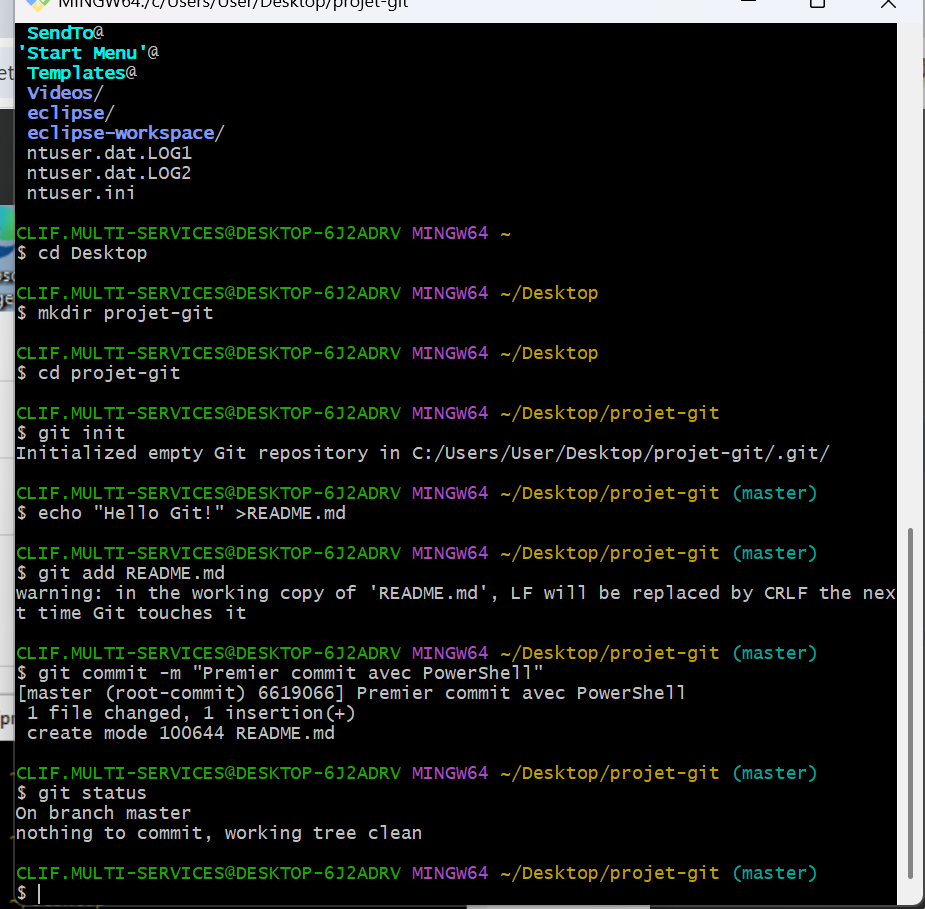 MINGW64:/c/Users/User/Desktop/projet-git
SendTo@
'Start Menu'@
Templates@
Videos/
eclipse/
eclipse-workspace/
ntuser.dat.LOG1
ntuser.dat.LOG2
ntuser.ini
CLIF.MULTI-SERVICES@DESKTOP-6J2ADRV MINGW64 ~
$ cd Desktop
CLIF.MULTI-SERVICES@DESKTOP-6J2ADRV MINGW64 ~/Desktop
$ mkdir projet-git
CLIF.MULTI-SERVICES@DESKTOP-6J2ADRV MINGW64 ~/Desktop
$ cd projet-git
CLIF.MULTI-SERVICES@DESKTOP-6J2ADRV MINGW64 ~/Desktop/projet-git
$ git init
Initialized empty Git repository in C:/Users/User/Desktop/projet-git/.git/
CLIF.MULTI-SERVICES@DESKTOP-6J2ADRV MINGW64 ~/Desktop/projet-git (master)
$ echo "Hello Git!" >README.md
CLIF.MULTI-SERVICES@DESKTOP-6J2ADRV MINGW64 ~/Desktop/projet-git (master)
$ git add README.md
warning: in the working copy of 'README.md', LF will be replaced by CRLF the nex
t time Git touches it
CLIF.MULTI-SERVICES@DESKTOP-6J2ADRV MINGW64 ~/Desktop/projet-git (master)
$ git commit -m "Premier commit avec PowerShell"
[master (root-commit) 6619066] Premier commit avec PowerShell
1 file changed, 1 insertion(+)
create mode 100644 README.md
CLIF.MULTI-SERVICES@DESKTOP-6J2ADRV MINGW64 ~/Desktop/projet-git (master)
$ git status
On branch master
nothing to commit, working tree clean
CLIF.MULTI-SERVICES@DESKTOP-6J2ADRV MINGW64 ~/Desktop/projet-git (master)
$